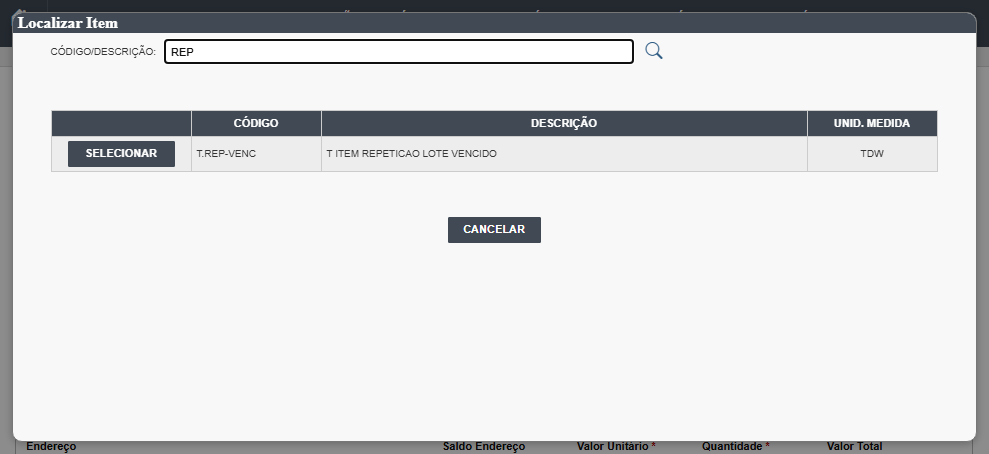 Localizar Item
CÓDIGO/DESCRIÇÃO: REP
CÓDIGO DESCRIÇÃO UNID. MEDIDA
SELECIONAR T.REP-VENC T ITEM REPETICAO LOTE VENCIDO TDW
CANCELAR
Endereço Saldo Endereço Valor Unitário * Quantidade * Valor Total